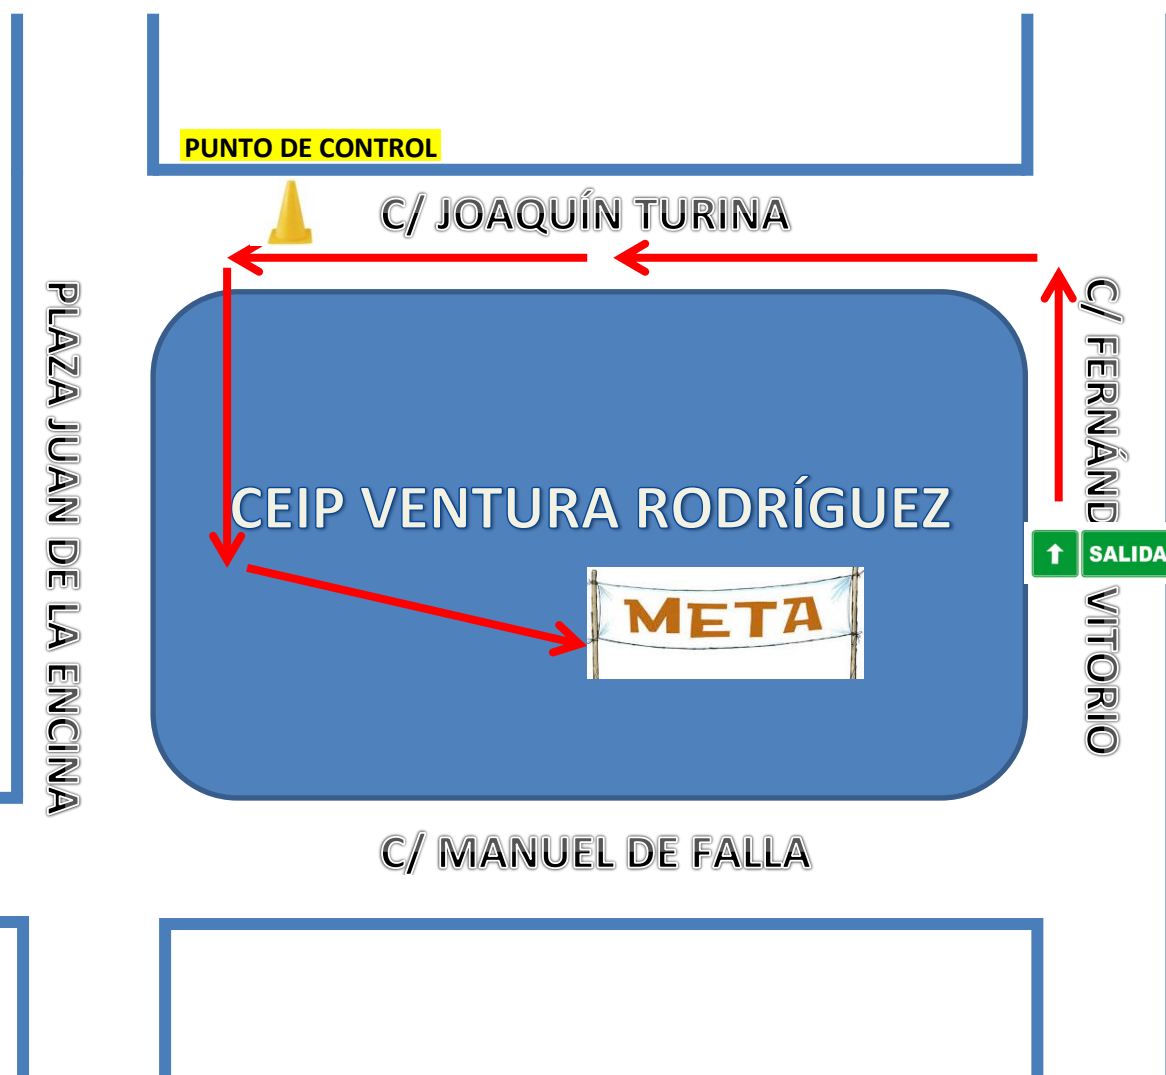 PUNTO DE CONTROL
C/ JOAQUÍN TURINA
PLAZA JUAN DE LA ENCINA
C/ FERNÁND
VITORIO
CEIP VENTURA RODRÍGUEZ
SALIDA
META
C/ MANUEL DE FALLA